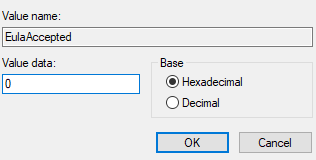 Value name:
EulaAccepted
Value data:
0
Base
Hexadecimal
Decimal
OK
Cancel